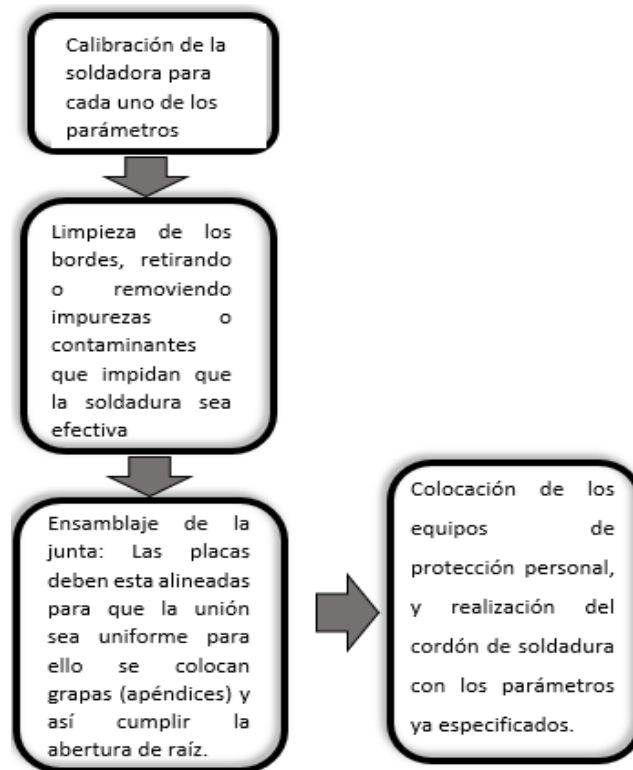 Calibración de la
soldadora para
cada uno de los
parámetros
Limpieza de los
bordes, retirando
o removiendo
impurezas o
contaminantes
que impidan que
la soldadura sea
efectiva
Ensamblaje de la
junta: Las placas
deben esta alineadas
para que la unión
sea uniforme para
ello se colocan
grapas (apéndices) y
así cumplir la
abertura de raíz.
Colocación de los
equipos de
protección personal,
y realización del
cordón de soldadura
con los parámetros
ya especificados.